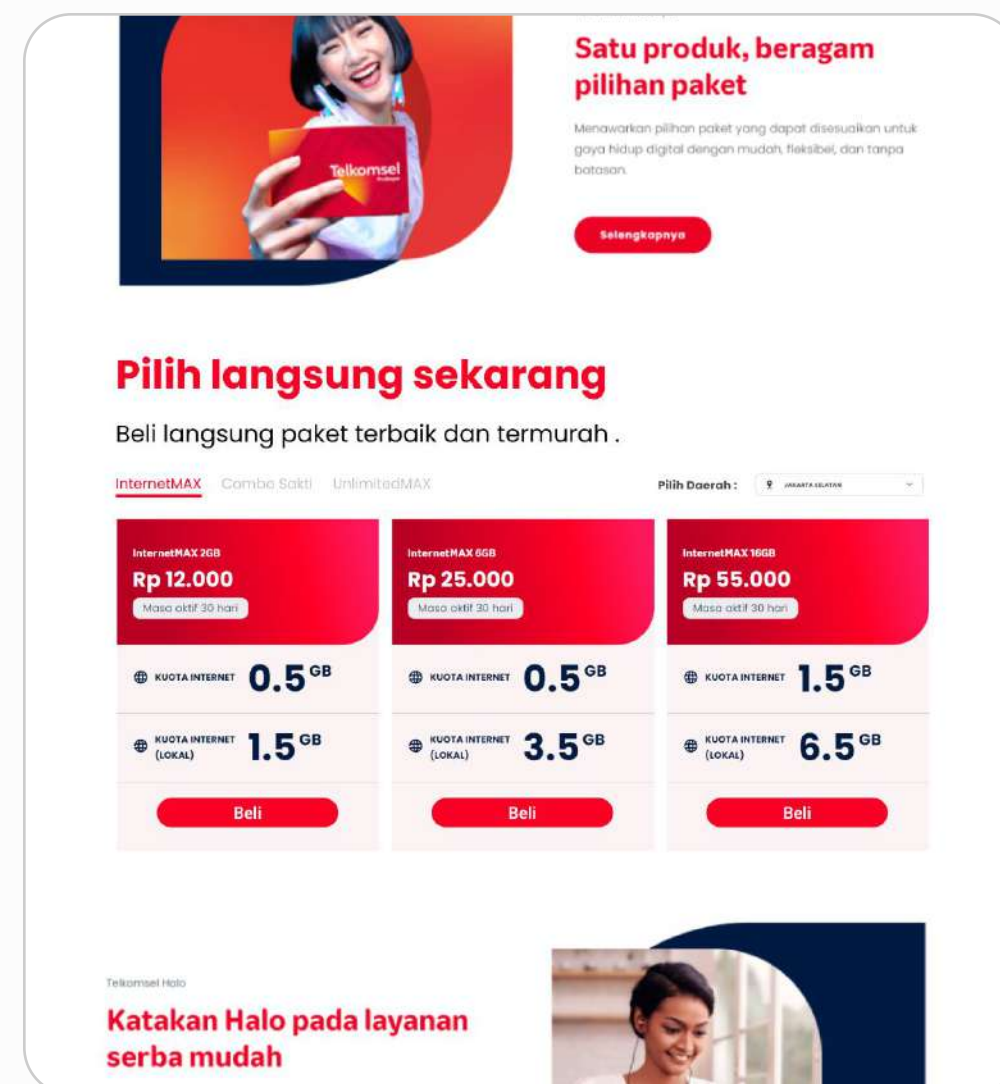 Telkomsel
Satu produk, beragam
pilihan paket
Menawarkan pilihan paket yang dapat disesuaikan untuk
gaya hidup digital dengan mudah, fleksibel, dan tanpa
batasan.
Selengkapnya
Pilih langsung sekarang
Beli langsung paket terbaik dan termurah .
InternetMAX Combo Sakti UnlimitedMAX
Pilih Daerah : JAKARTA SELATAN
InternetMAX 2GB
Rp 12.000
Masa aktif 30 hari
KUOTA INTERNET 0.5 GB
KUOTA INTERNET
(LOKAL) 1.5 GB
Beli
InternetMAX 6GB
Rp 25.000
Masa aktif 30 hari
KUOTA INTERNET 0.5 GB
KUOTA INTERNET
(LOKAL) 3.5 GB
Beli
InternetMAX 16GB
Rp 55.000
Masa aktif 30 hari
KUOTA INTERNET 1.5 GB
KUOTA INTERNET
(LOKAL) 6.5 GB
Beli
Telkomsel Halo
Katakan Halo pada layanan
serba mudah